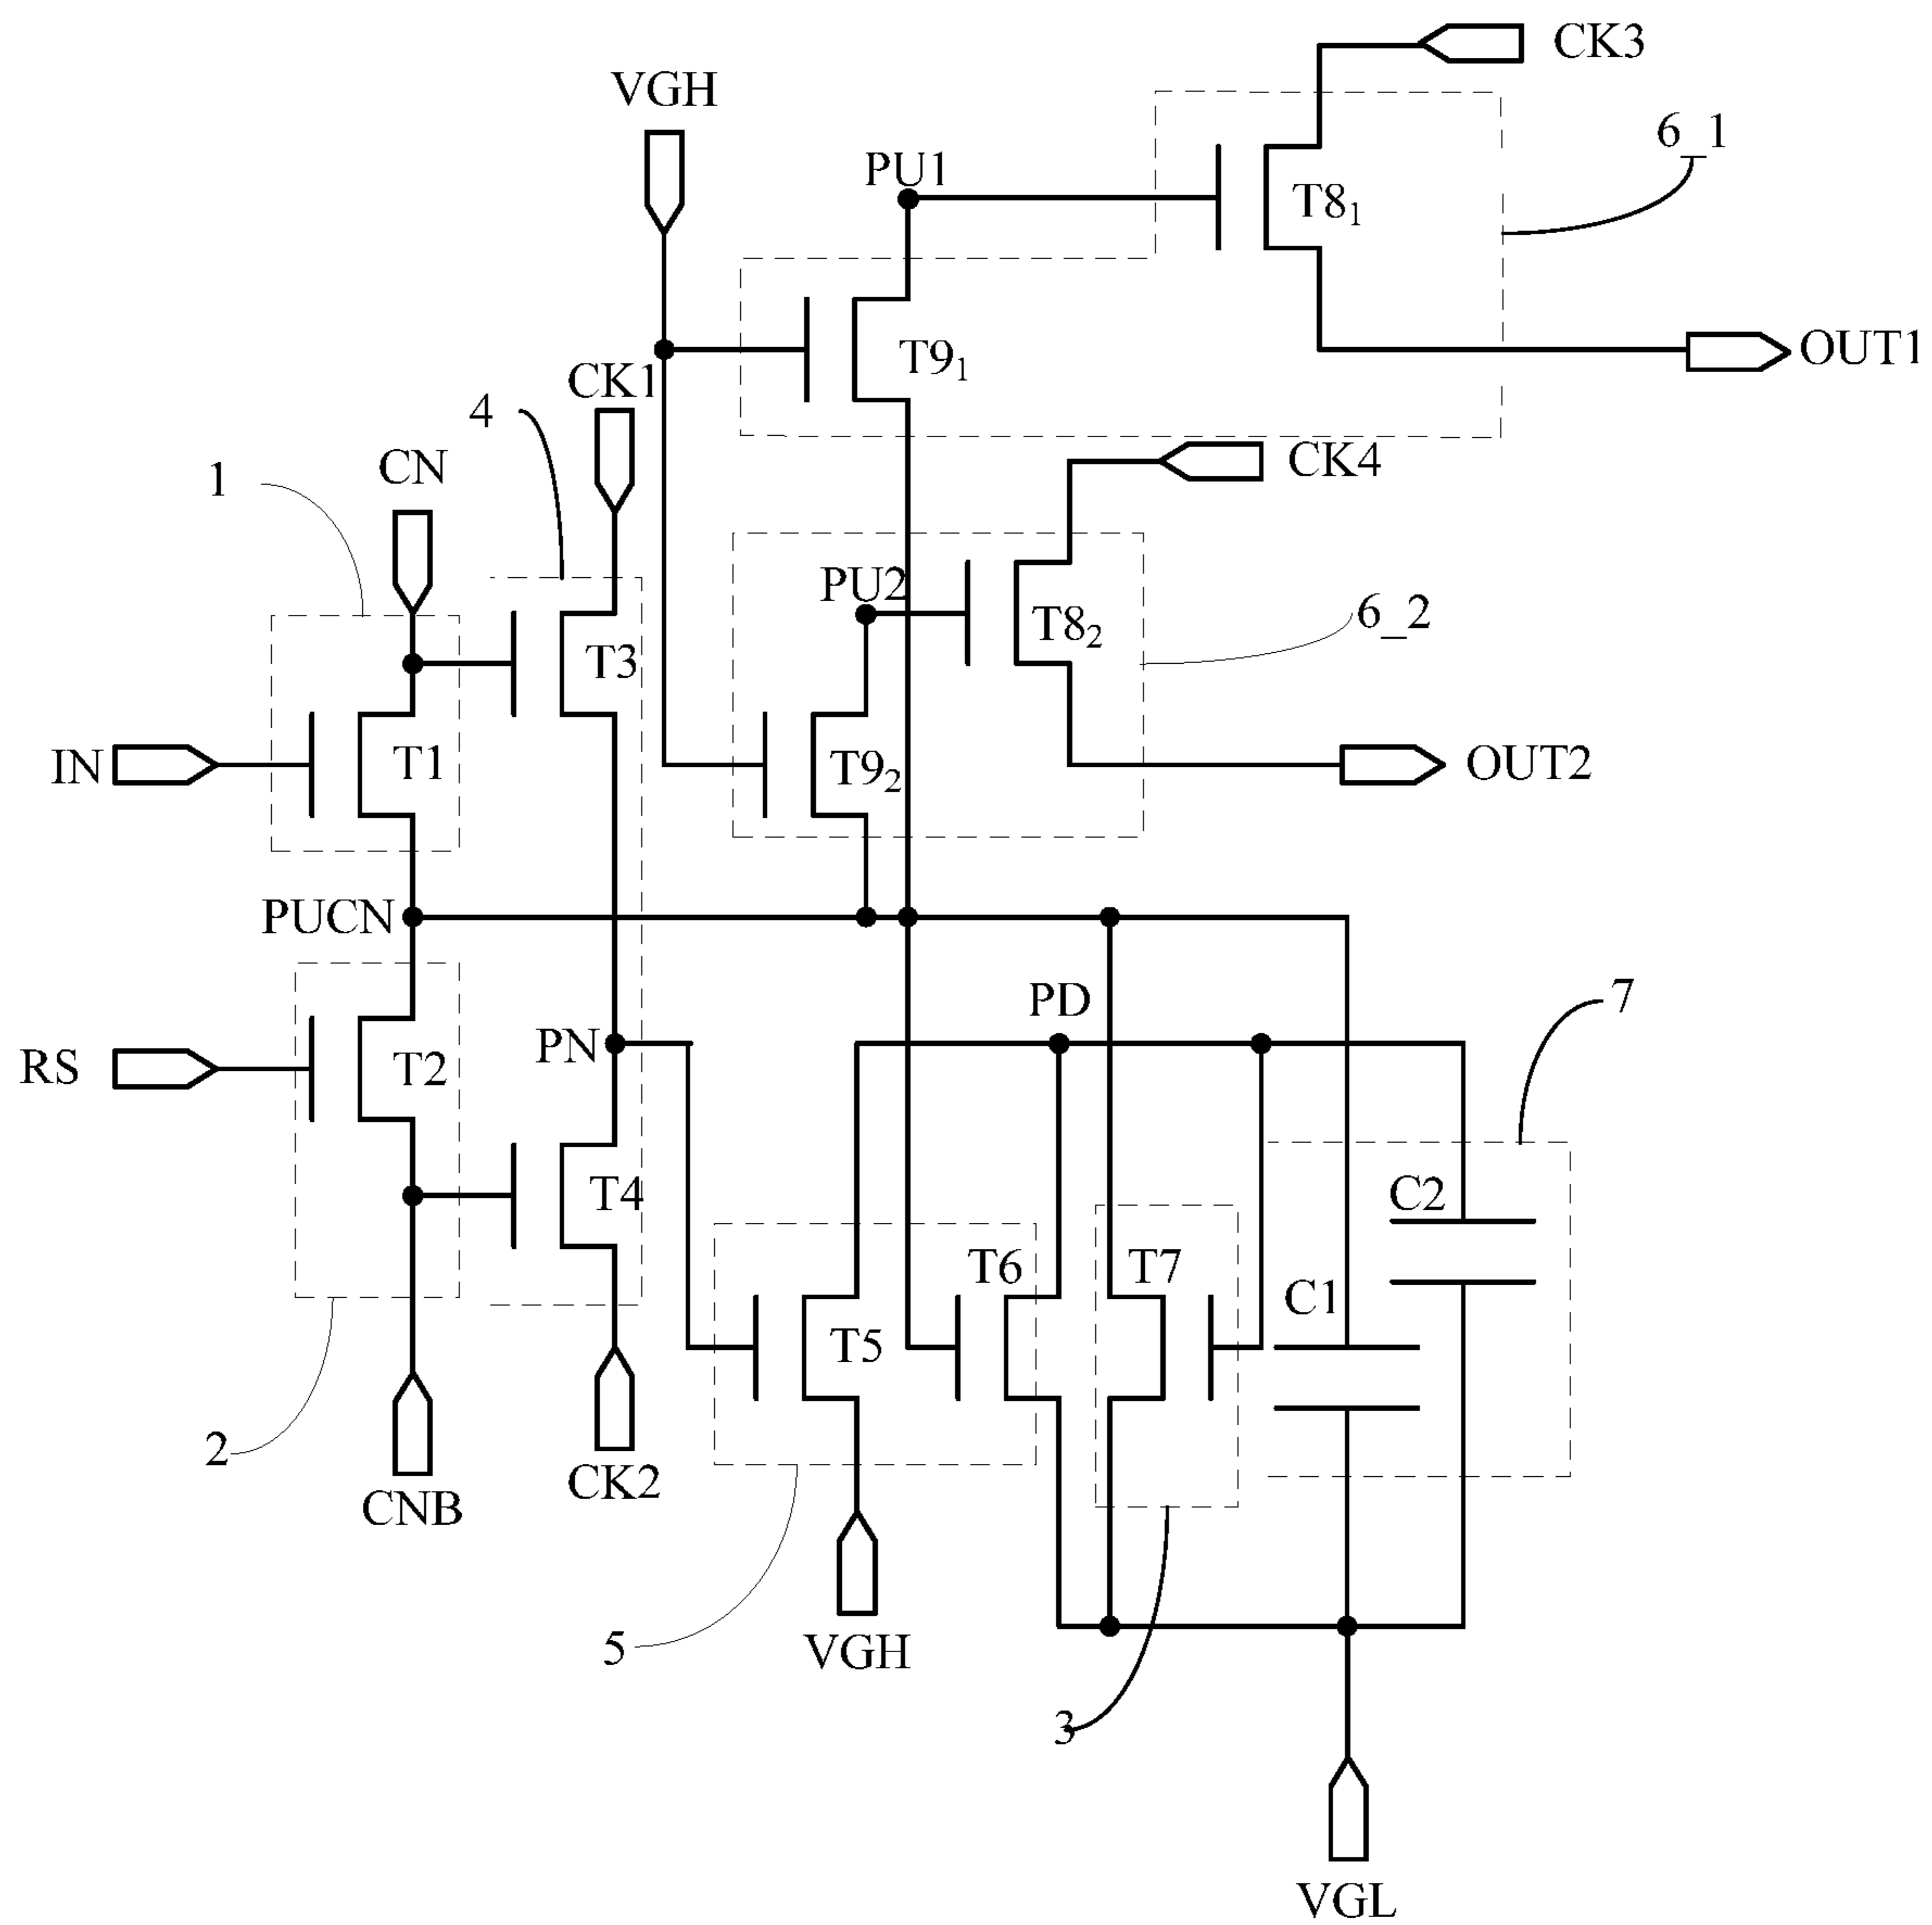 CK3
VGH
6_1
PU1
T8₁
OUT1
T9₁
CK1
4
CN
1
CK4
PU2
T8₂
6_2
T3
IN
T1
T9₂
OUT2
PUCN
7
PD
PN
RS
T2
T4
C2
T6
T7
C1
T5
2
CNB
CK2
5
VGH
3
VGL